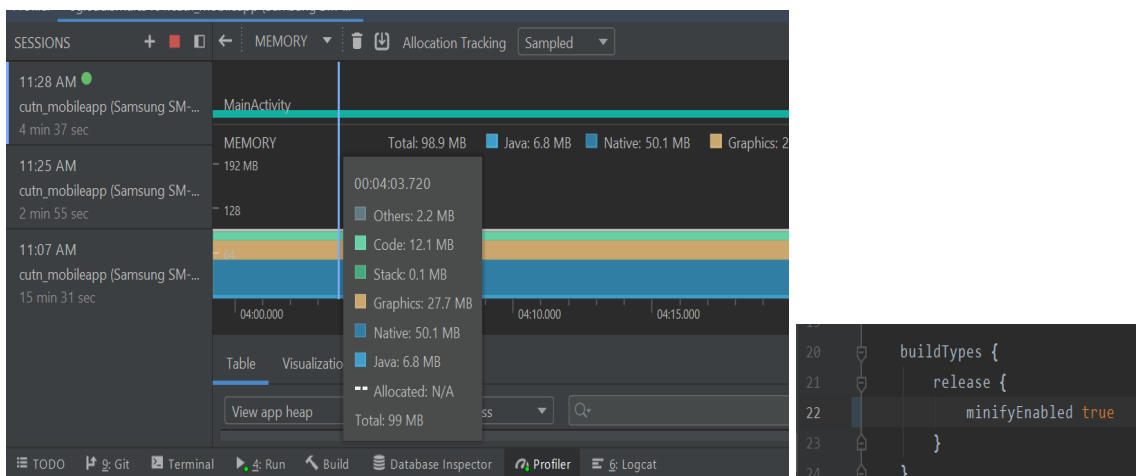 SESSIONS
MEMORY
Allocation Tracking
Sampled
11:28 AM
cutn_mobileapp (Samsung SM-...
4 min 37 sec
11:25 AM
cutn_mobileapp (Samsung SM-...
2 min 55 sec
11:07 AM
cutn_mobileapp (Samsung SM-...
15 min 31 sec
MainActivity
MEMORY
Total: 98.9 MB
Java: 6.8 MB
Native: 50.1 MB
Graphics: 2
192 MB
128
64
00:04:03.720
Others: 2.2 MB
Code: 12.1 MB
Stack: 0.1 MB
Graphics: 27.7 MB
Native: 50.1 MB
Java: 6.8 MB
Allocated: N/A
Total: 99 MB
04:00.000
04:10.000
04:15.000
Table
Visualizatio
View app heap
ss
TODO
9: Git
Terminal
4: Run
Build
Database Inspector
Profiler
6: Logcat
20 buildTypes {
21 release {
22 minifyEnabled true
23 }
24 }